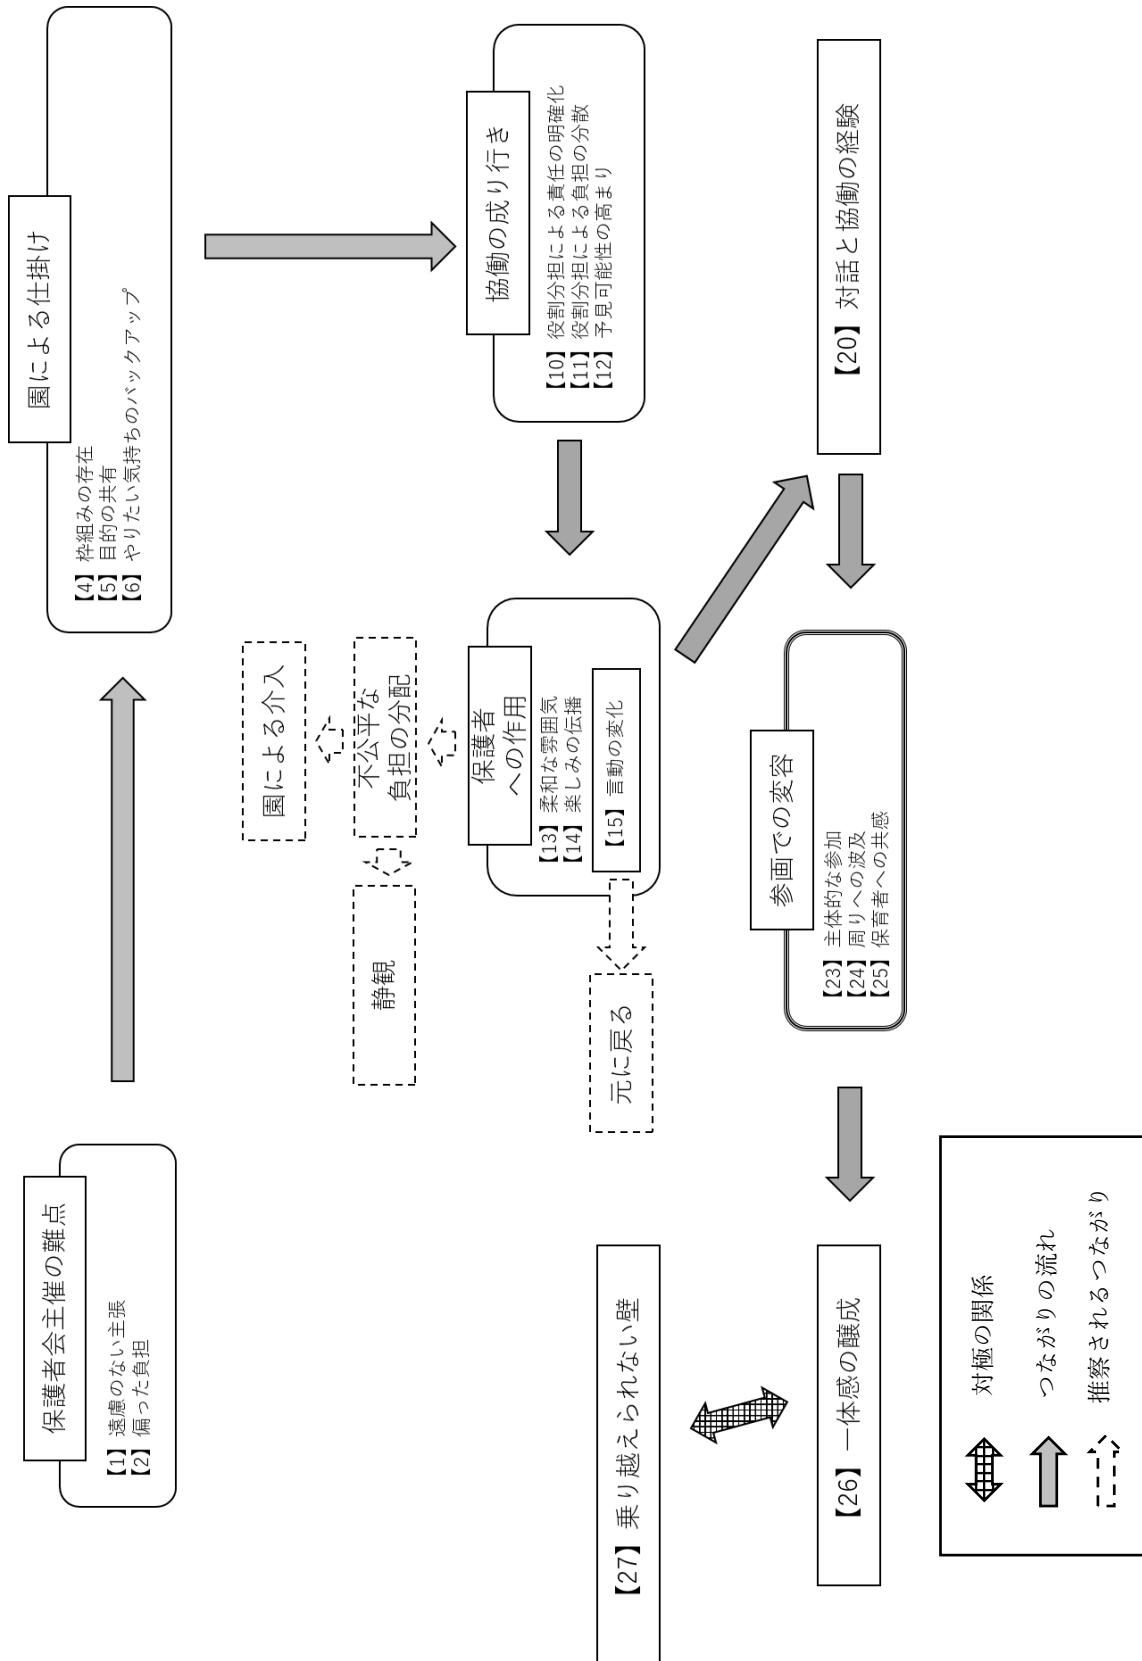 保護者会主催の難点
【1】遠慮のない主張
【2】偏った負担
園による仕掛け
【4】枠組みの存在
【5】目的の共有
【6】やりたい気持ちのバックアップ
協働の成り行き
【10】役割分担による責任の明確化
【11】役割分担による負担の分散
【12】予見可能性の高まり
園による介入
不公平な
負担の分配
静観
保護者
への作用
【13】柔和な雰囲気
【14】楽しみの伝播
【15】言動の変化
元に戻る
【20】対話と協働の経験
参画での変容
【23】主体的な参加
【24】周りへの波及
【25】保育者への共感
【27】乗り越えられない壁
【26】一体感の醸成
対極の関係
つながりの流れ
推察されるつながり